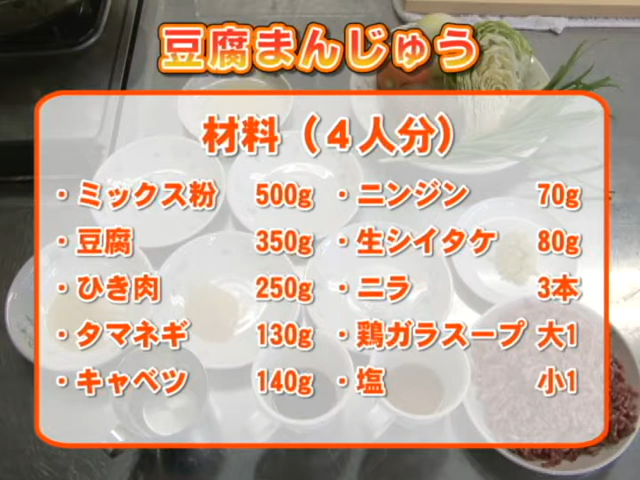 豆腐まんじゅう
材料（４人分）
・ミックス粉 500g
・豆腐 350g
・ひき肉 250g
・タマネギ 130g
・キャベツ 140g
・ニンジン 70g
・生シイタケ 80g
・ニラ 3本
・鶏ガラスープ 大1
・塩 小1